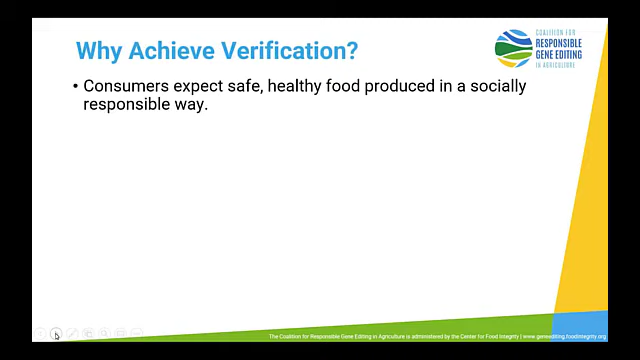 Why Achieve Verification?
COALITION FOR
RESPONSIBLE
GENE EDITING
IN AGRICULTURE
• Consumers expect safe, healthy food produced in a socially
responsible way.
The Coalition for Responsible Gene Editing in Agriculture is administered by the Center for Food Integrity | www.geneediting.foodintegrity.org